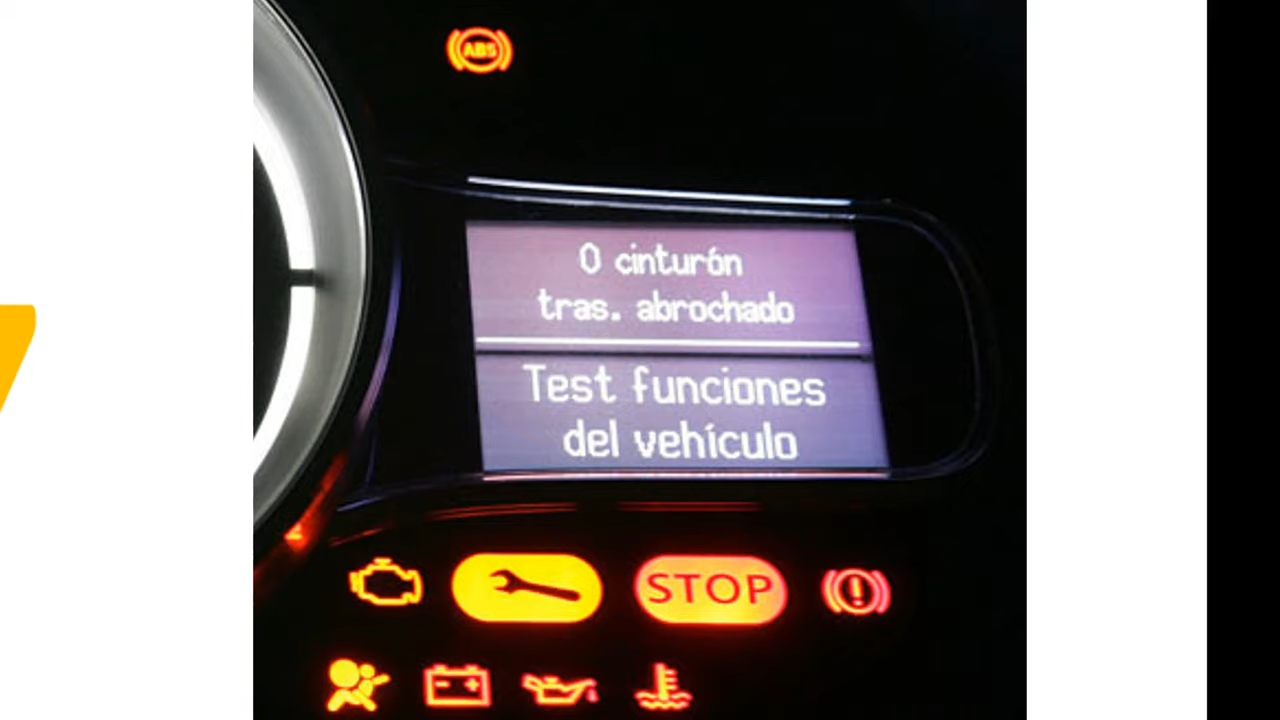 ABS
0 cinturón
tras. abrochado
Test funciones
del vehículo
STOP